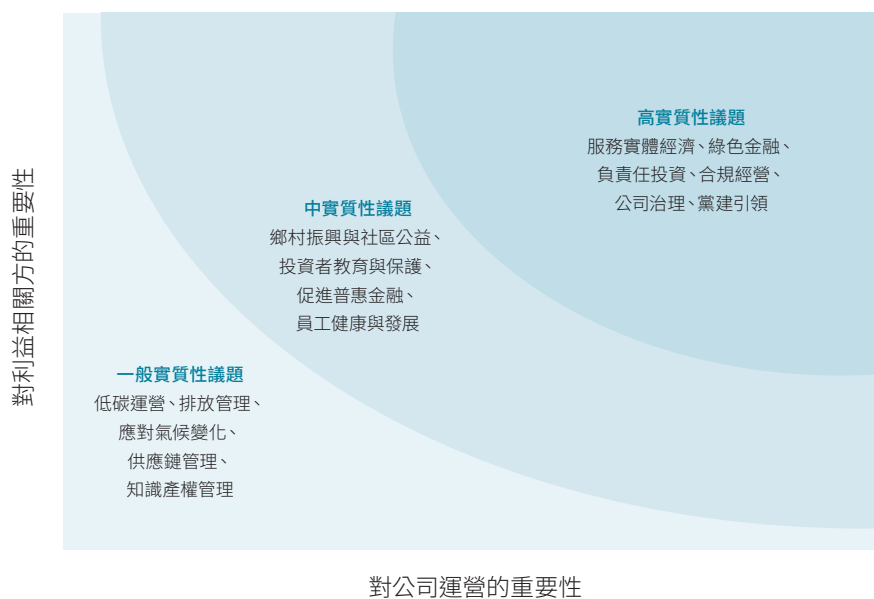 對利益相關方的重要性
高實質性議題
服務實體經濟、綠色金融、
負責任投資、合規經營、
公司治理、黨建引領
中實質性議題
鄉村振興與社區公益、
投資者教育與保護、
促進普惠金融、
員工健康與發展
一般實質性議題
低碳運營、排放管理、
應對氣候變化、
供應鏈管理、
知識產權管理
對公司運營的重要性